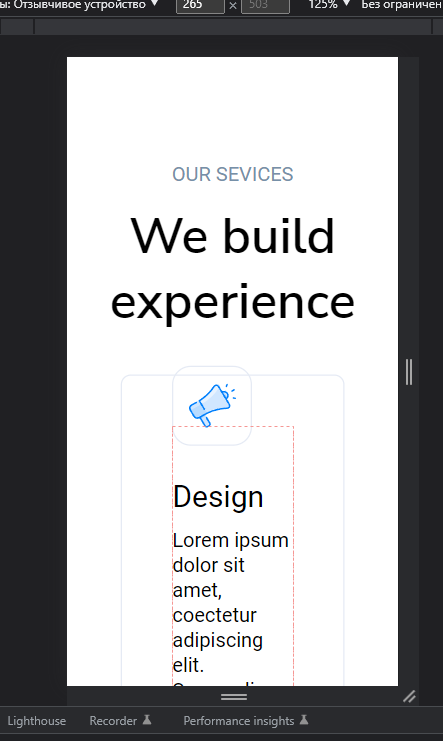 ы: Отзывчивое устройство ▼ 265 × 503 125% ▼ Без ограничен
OUR SEVICES
We build
experience
Design
Lorem ipsum
dolor sit
amet,
coectetur
adipiscing
elit.
Lighthouse Recorder Performance insights